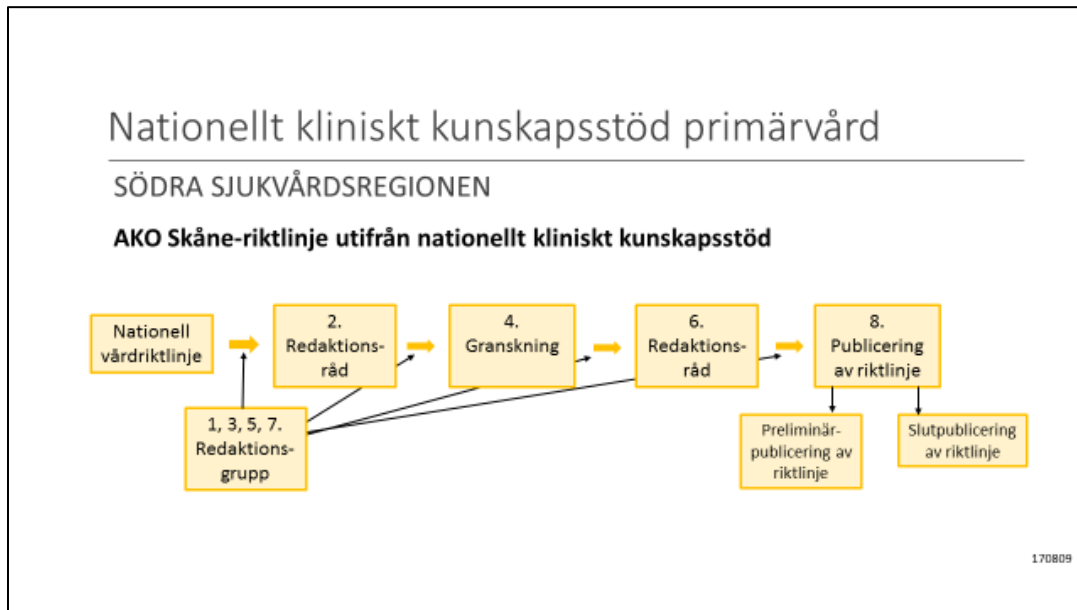 Nationellt kliniskt kunskapsstöd primärvård
SÖDRA SJUKVÅRDSREGIONEN
AKO Skåne-riktlinje utifrån nationellt kliniskt kunskapsstöd
Nationell
vårdriktlinje
2.
Redaktions-
råd
4.
Granskning
6.
Redaktions-
råd
8.
Publicering
av riktlinje
1, 3, 5, 7.
Redaktions-
grupp
Preliminär-
publicering av
riktlinje
Slutpublicering
av riktlinje
170809